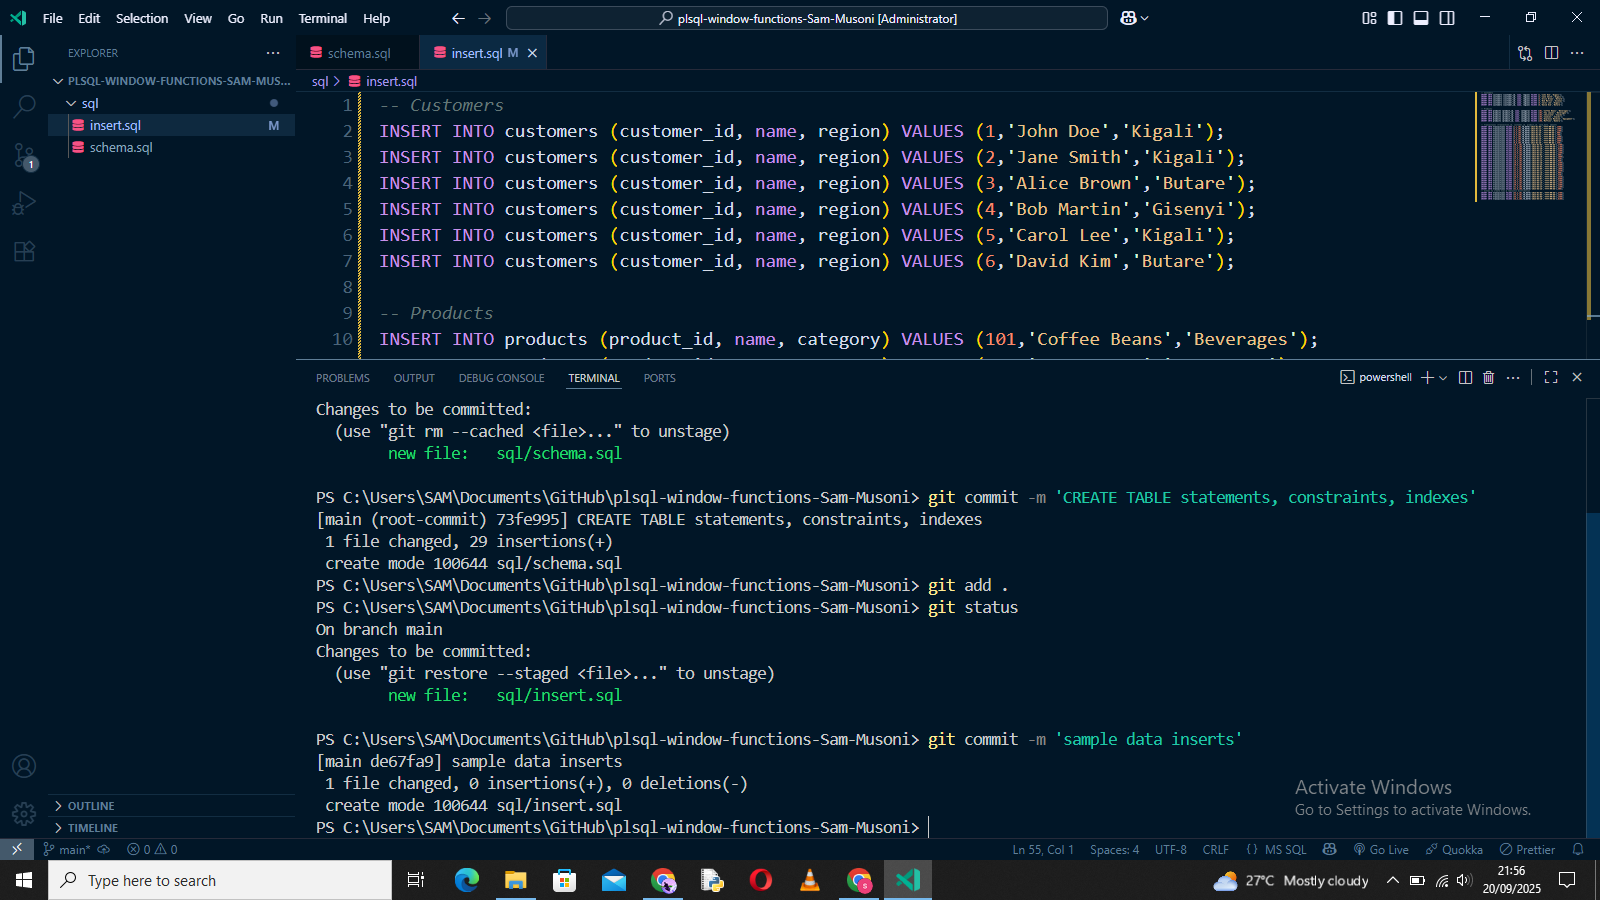 File Edit Selection View Go Run Terminal Help
plsql-window-functions-Sam-Musoni [Administrator]
EXPLORER
schema.sql
insert.sql M
PLSQL-WINDOW-FUNCTIONS-SAM-MUS...
sql
insert.sql M
schema.sql
1
sql > insert.sql
1 -- Customers
2 INSERT INTO customers (customer_id, name, region) VALUES (1,'John Doe','Kigali');
3 INSERT INTO customers (customer_id, name, region) VALUES (2,'Jane Smith','Kigali');
4 INSERT INTO customers (customer_id, name, region) VALUES (3,'Alice Brown','Butare');
5 INSERT INTO customers (customer_id, name, region) VALUES (4,'Bob Martin','Gisenyi');
6 INSERT INTO customers (customer_id, name, region) VALUES (5,'Carol Lee','Kigali');
7 INSERT INTO customers (customer_id, name, region) VALUES (6,'David Kim','Butare');
8
9 -- Products
10 INSERT INTO products (product_id, name, category) VALUES (101,'Coffee Beans','Beverages');
PROBLEMS OUTPUT DEBUG CONSOLE TERMINAL PORTS
powershell
Changes to be committed:
(use "git rm --cached <file>..." to unstage)
new file: sql/schema.sql
PS C:\Users\SAM\Documents\GitHub\plsql-window-functions-Sam-Musoni> git commit -m 'CREATE TABLE statements, constraints, indexes'
[main (root-commit) 73fe995] CREATE TABLE statements, constraints, indexes
1 file changed, 29 insertions(+)
create mode 100644 sql/schema.sql
PS C:\Users\SAM\Documents\GitHub\plsql-window-functions-Sam-Musoni> git add .
PS C:\Users\SAM\Documents\GitHub\plsql-window-functions-Sam-Musoni> git status
On branch main
Changes to be committed:
(use "git restore --staged <file>..." to unstage)
new file: sql/insert.sql
PS C:\Users\SAM\Documents\GitHub\plsql-window-functions-Sam-Musoni> git commit -m 'sample data inserts'
[main de67fa9] sample data inserts
1 file changed, 0 insertions(+), 0 deletions(-)
create mode 100644 sql/insert.sql
PS C:\Users\SAM\Documents\GitHub\plsql-window-functions-Sam-Musoni>
Activate Windows
Go to Settings to activate Windows.
OUTLINE
TIMELINE
main* 0 0
Ln 55, Col 1 Spaces: 4 UTF-8 CRLF {} MS SQL Go Live Quokka Prettier
Type here to search
27°C Mostly cloudy
21:56
20/09/2025